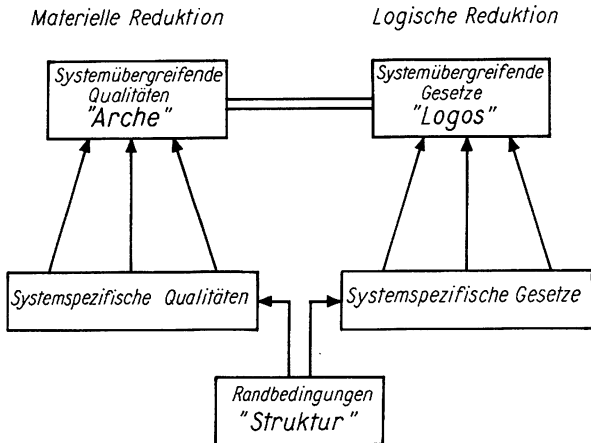 Materielle Reduktion
Logische Reduktion
Systemübergreifende
Qualitäten
"Arche"
Systemübergreifende
Gesetze
"Logos"
Systemspezifische Qualitäten
Systemspezifische Gesetze
Randbedingungen
"Struktur"